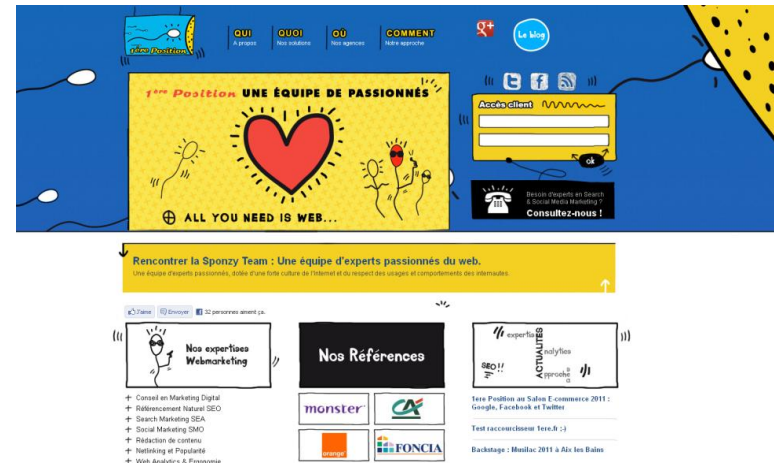 1ère Position
QUI
A propos
QUOI
Nos solutions
OÙ
Nos agences
COMMENT
Notre approche
g+
Le blog
1ère Position UNE ÉQUIPE DE PASSIONNÉS
ALL YOU NEED IS WEB...
Accès client
ok
Besoin d'experts en Search
& Social Media Marketing ?
Consultez-nous !
Rencontrer la Sponzy Team : Une équipe d'experts passionnés du web.
Une équipe d'experts passionnés, dotée d'une forte culture de l'Internet et du respect des usages et comportements des internautes.
J'aime
Envoyer
32 personnes aiment ça.
Nos expertises
Webmarketing
Conseil en Marketing Digital
Référencement Naturel SEO
Search Marketing SEA
Social Marketing SMO
Rédaction de contenu
Netlinking et Popularité
Web Analytics & Ergonomie
Nos Références
monster
CA
orange
FONCIA
expertis
ACTUALITÉS
nalyties
SEO!!
pproche
1ere Position au Salon E-commerce 2011 :
Google, Facebook et Twitter
Test raccourcisseur 1ere.fr :-)
Backstage : Musilac 2011 à Aix les Bains